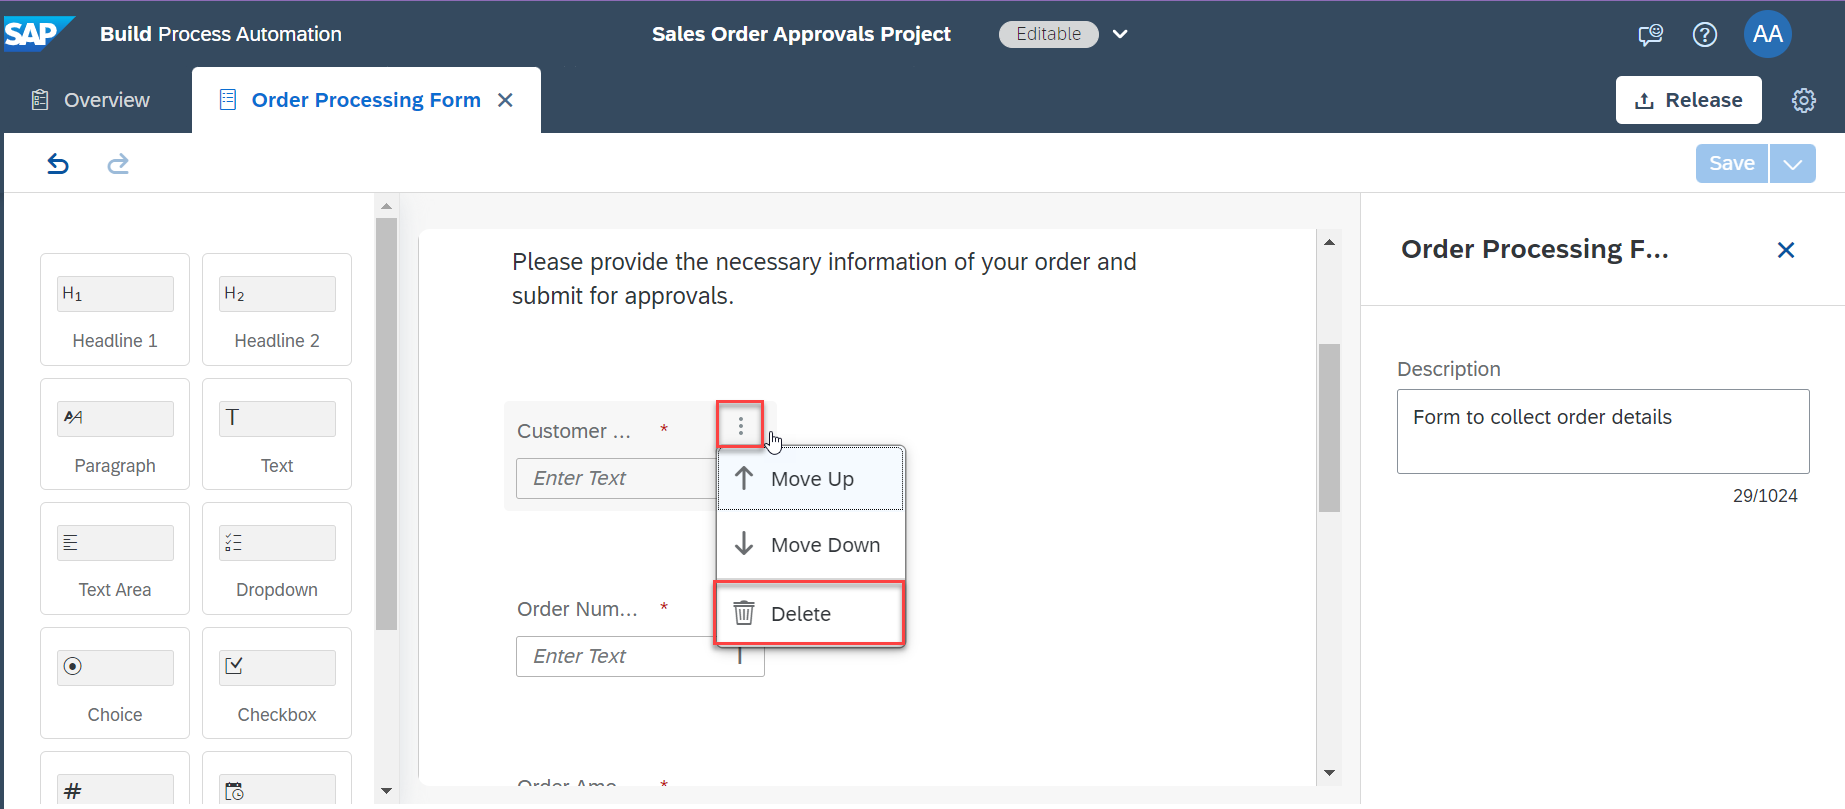 SAP
Build Process Automation
Sales Order Approvals Project
Editable
AA
Overview
Order Processing Form
Release
Save
H1
Headline 1
H2
Headline 2
Paragraph
T
Text
Text Area
Dropdown
Choice
Checkbox
#
Please provide the necessary information of your order and
submit for approvals.
Customer ... *
Enter Text
Move Up
Move Down
Delete
Order Num... *
Enter Text
Order Amo... *
Order Processing F...
Description
Form to collect order details
29/1024